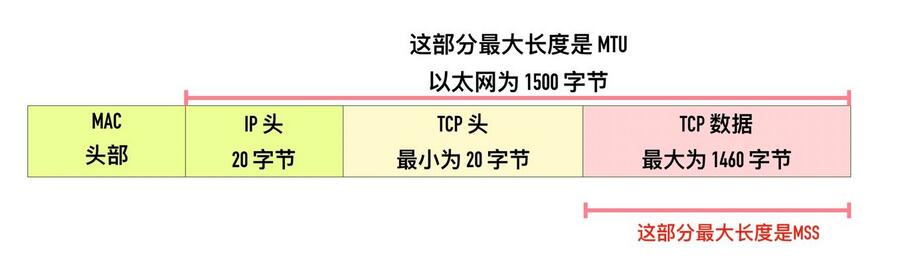 这部分最大长度是 MTU
以太网为 1500 字节
MAC
头部
IP 头
20 字节
TCP 头
最小为 20 字节
TCP 数据
最大为 1460 字节
这部分最大长度是MSS